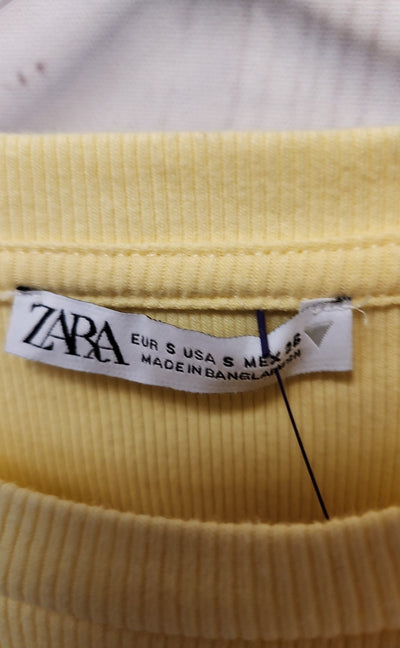 ZARA
EUR S USA S MEX 26
MADE IN BANGLADESH